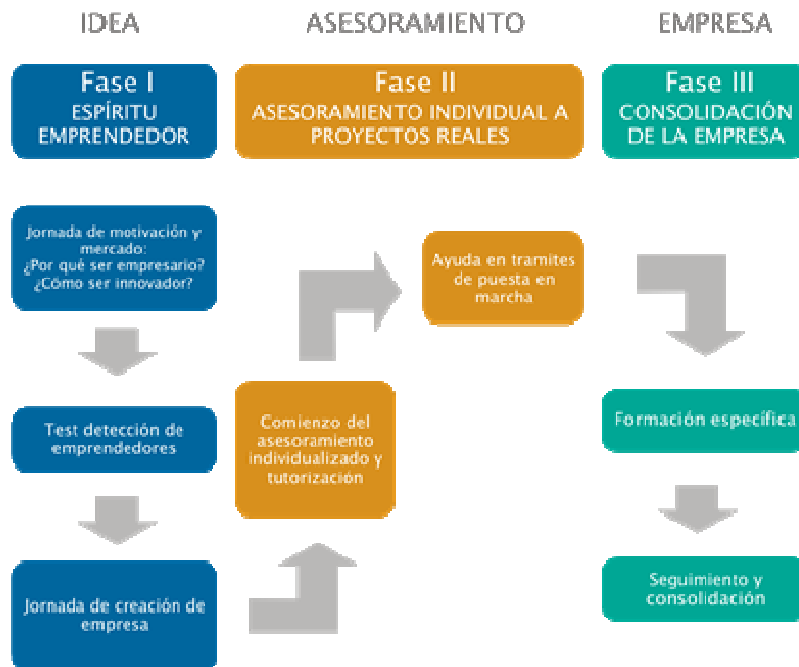 IDEA
ASESORAMIENTO
EMPRESA
Fase I
ESPÍRITU
EMPRENDEDOR
Fase II
ASESORAMIENTO INDIVIDUAL A
PROYECTOS REALES
Fase III
CONSOLIDACIÓN
DE LA EMPRESA
Jornada de motivación y
mercado:
¿Por qué ser empresario?
¿Cómo ser innovador?
Test detección de
emprendedores
Jornada de creación de
empresa
Comienzo del
asesoramiento
individualizado y
tutorización
Ayuda en tramites
de puesta en
marcha
Formación específica
Seguimiento y
consolidación